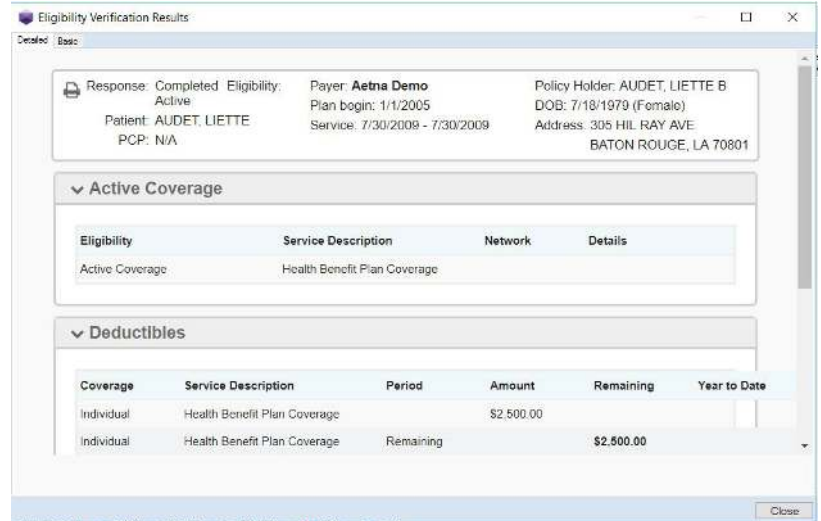 Eligibility Verification Results
Detailed Basic
Response: Completed Eligibility: Active
Patient: AUDET, LIETTE
PCP: N/A
Payer: Aetna Demo
Plan begin: 1/1/2005
Service: 7/30/2009 - 7/30/2009
Policy Holder: AUDET, LIETTE B
DOB: 7/18/1979 (Female)
Address: 305 HIL RAY AVE
BATON ROUGE, LA 70801
Active Coverage
Eligibility Service Description Network Details
Active Coverage Health Benefit Plan Coverage
Deductibles
Coverage Service Description Period Amount Remaining Year to Date
Individual Health Benefit Plan Coverage $2,500.00
Individual Health Benefit Plan Coverage Remaining $2,500.00
Close